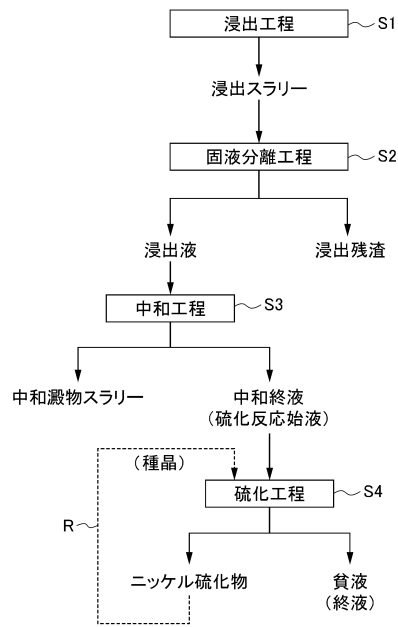 浸出工程 S1
浸出スラリー
固液分離工程 S2
浸出液 浸出残渣
中和工程 S3
中和澱物スラリー 中和終液
(硫化反応始液)
(種晶)
硫化工程 S4
R
ニッケル硫化物 貧液
(終液)